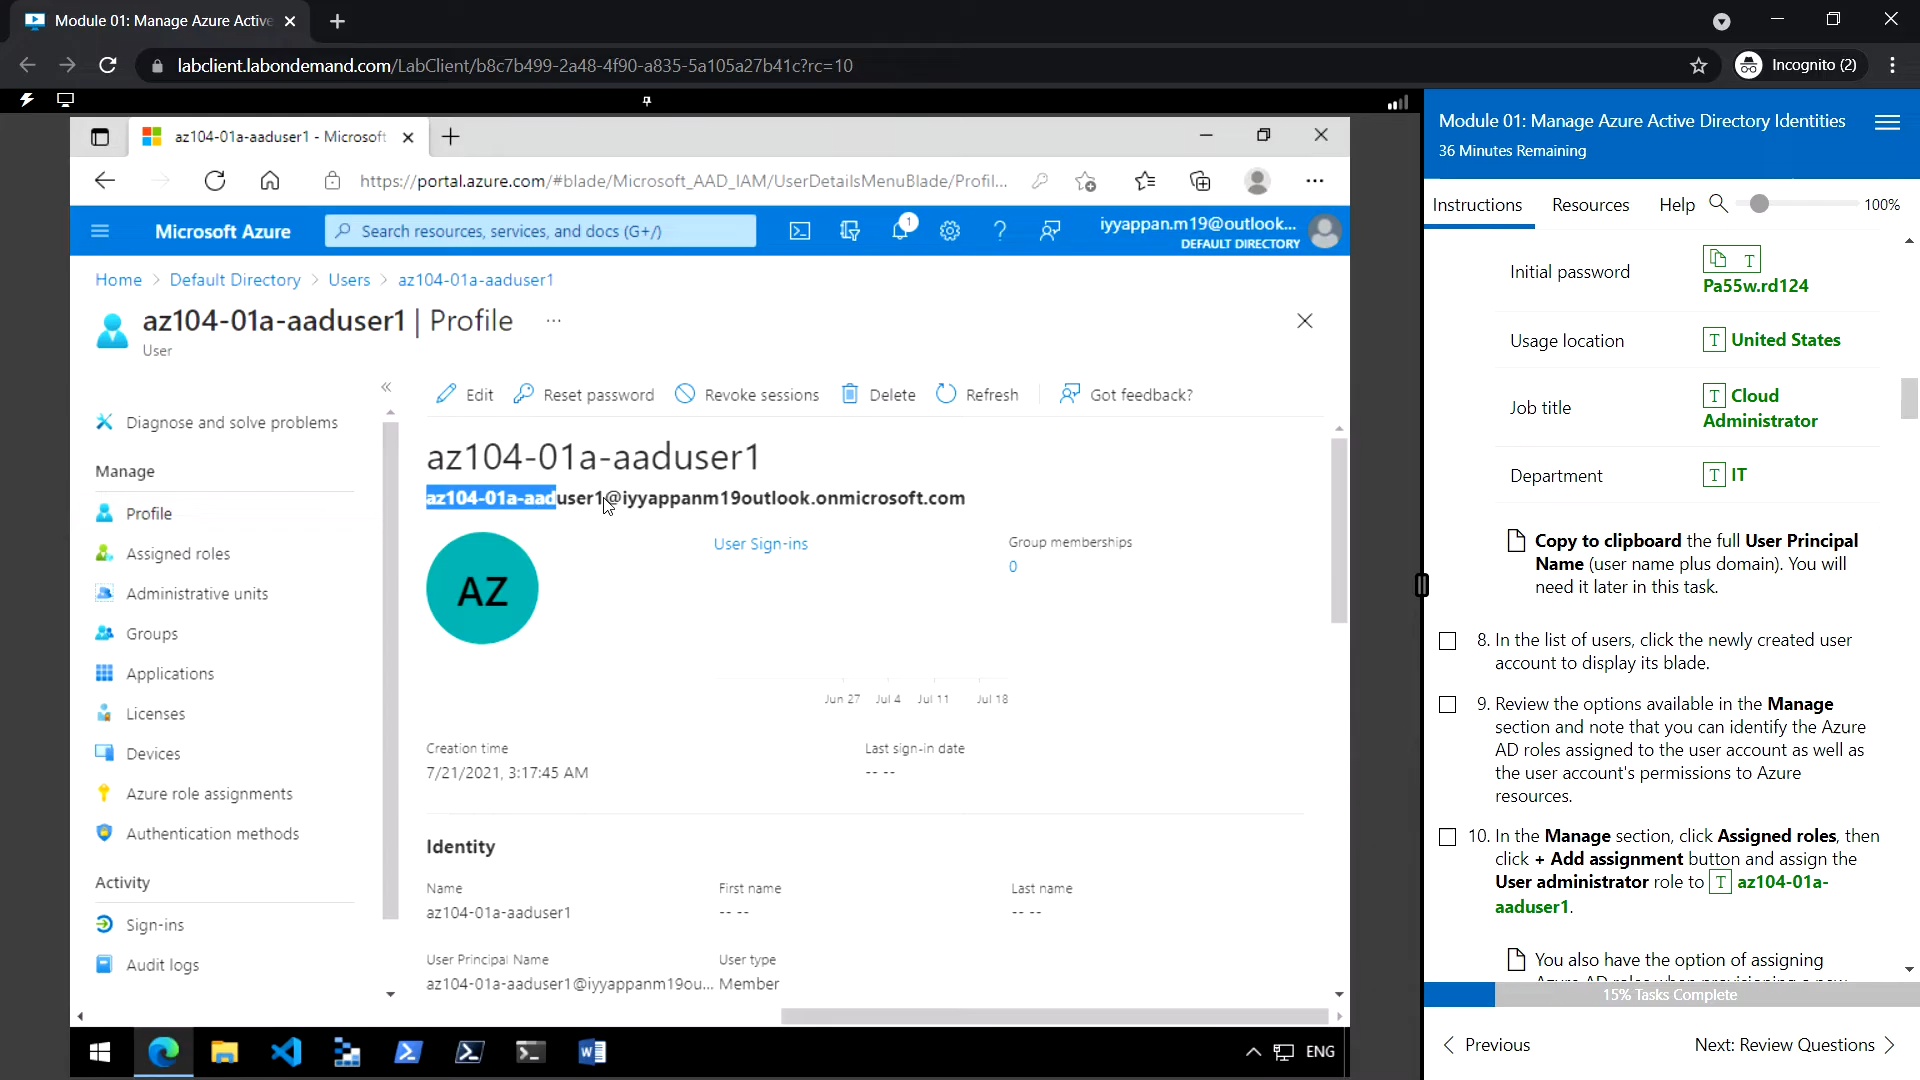 Module 01: Manage Azure Active
labclient.labondemand.com/LabClient/b8c7b499-2a48-4f90-a835-5a105a27b41c?rc=10
Incognito (2)
az104-01a-aaduser1 - Microsoft
https://portal.azure.com/#blade/Microsoft_AAD_IAM/UserDetailsMenuBlade/Profil...
Microsoft Azure
Search resources, services, and docs (G+/)
1
iyyappan.m19@outlook...
DEFAULT DIRECTORY
Home > Default Directory > Users > az104-01a-aaduser1
az104-01a-aaduser1 | Profile ...
User
Diagnose and solve problems
Manage
Profile
Assigned roles
Administrative units
Groups
Applications
Licenses
Devices
Azure role assignments
Authentication methods
Activity
Sign-ins
Audit logs
Edit Reset password Revoke sessions Delete Refresh Got feedback?
az104-01a-aaduser1
az104-01a-aaduser1@iyyappanm19outlook.onmicrosoft.com
AZ
User Sign-ins
Group memberships
0
Jun 27 Jul 4 Jul 11 Jul 18
Creation time
7/21/2021, 3:17:45 AM
Last sign-in date
-- --
Identity
Name
az104-01a-aaduser1
First name
-- --
Last name
-- --
User Principal Name
az104-01a-aaduser1@iyyappanm19ou...
User type
Member
ENG
Module 01: Manage Azure Active Directory Identities
36 Minutes Remaining
Instructions Resources Help 100%
Initial password
T
Pa55w.rd124
Usage location
T United States
Job title
T Cloud
Administrator
Department
T IT
Copy to clipboard the full User Principal
Name (user name plus domain). You will
need it later in this task.
8. In the list of users, click the newly created user
account to display its blade.
9. Review the options available in the Manage
section and note that you can identify the Azure
AD roles assigned to the user account as well as
the user account's permissions to Azure
resources.
10. In the Manage section, click Assigned roles, then
click + Add assignment button and assign the
User administrator role to T az104-01a-
aaduser1.
You also have the option of assigning
15% Tasks Complete
Previous
Next: Review Questions